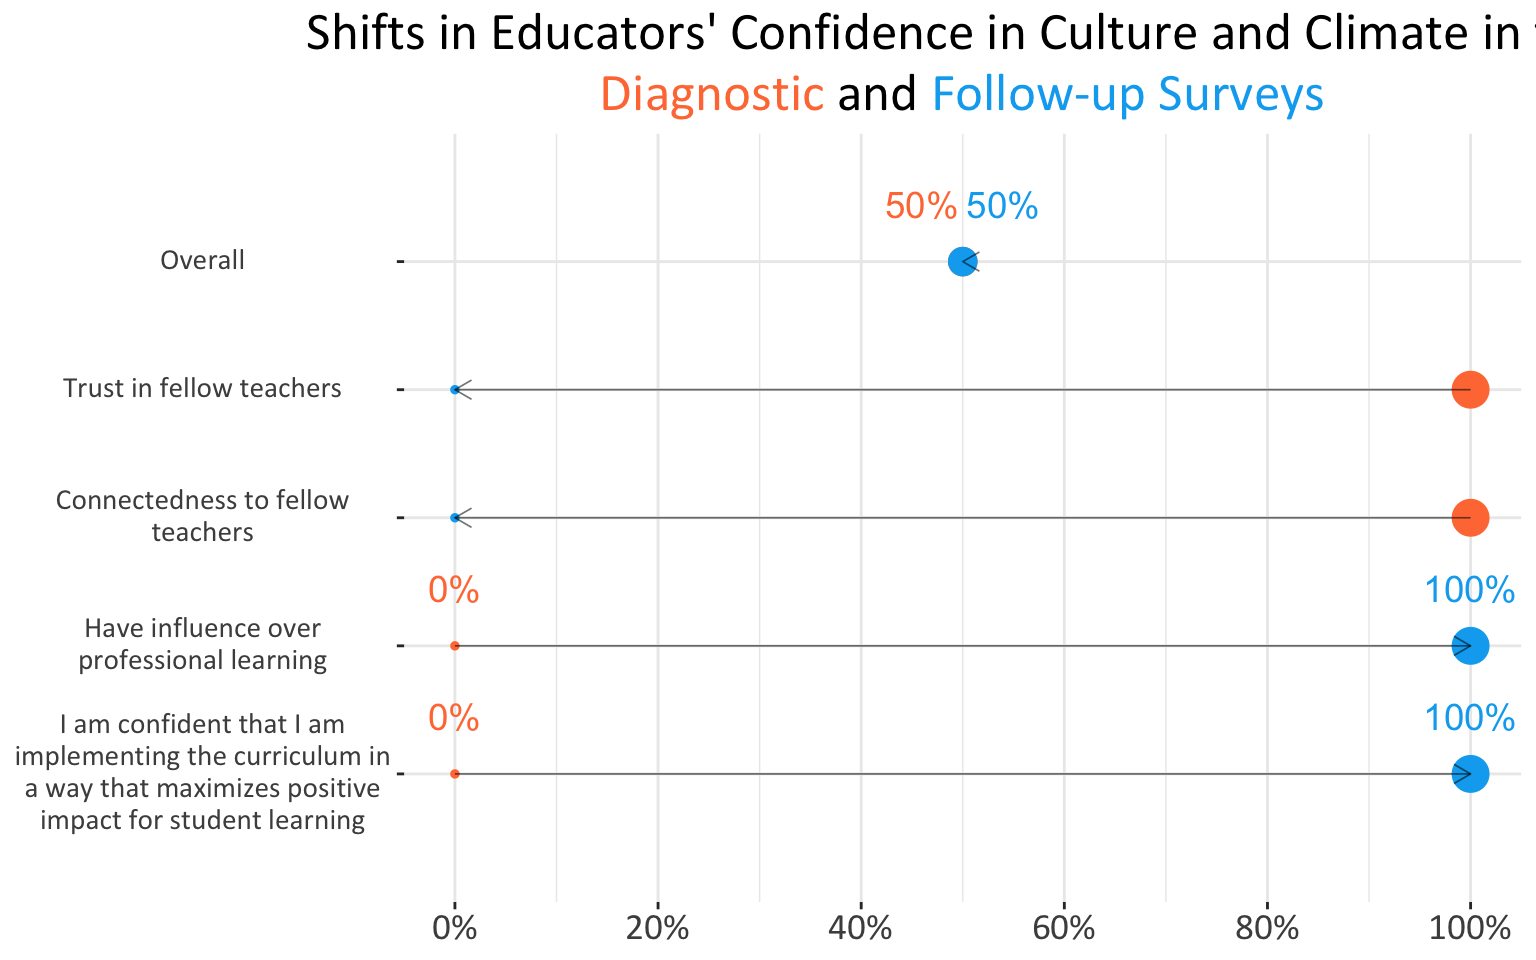 Shifts in Educators' Confidence in Culture and Climate in
Diagnostic and Follow-up Surveys
50% 50%
Overall
Trust in fellow teachers
Connectedness to fellow
teachers
0% 100%
Have influence over
professional learning
0% 100%
I am confident that I am
implementing the curriculum in
a way that maximizes positive
impact for student learning
0% 20% 40% 60% 80% 100%